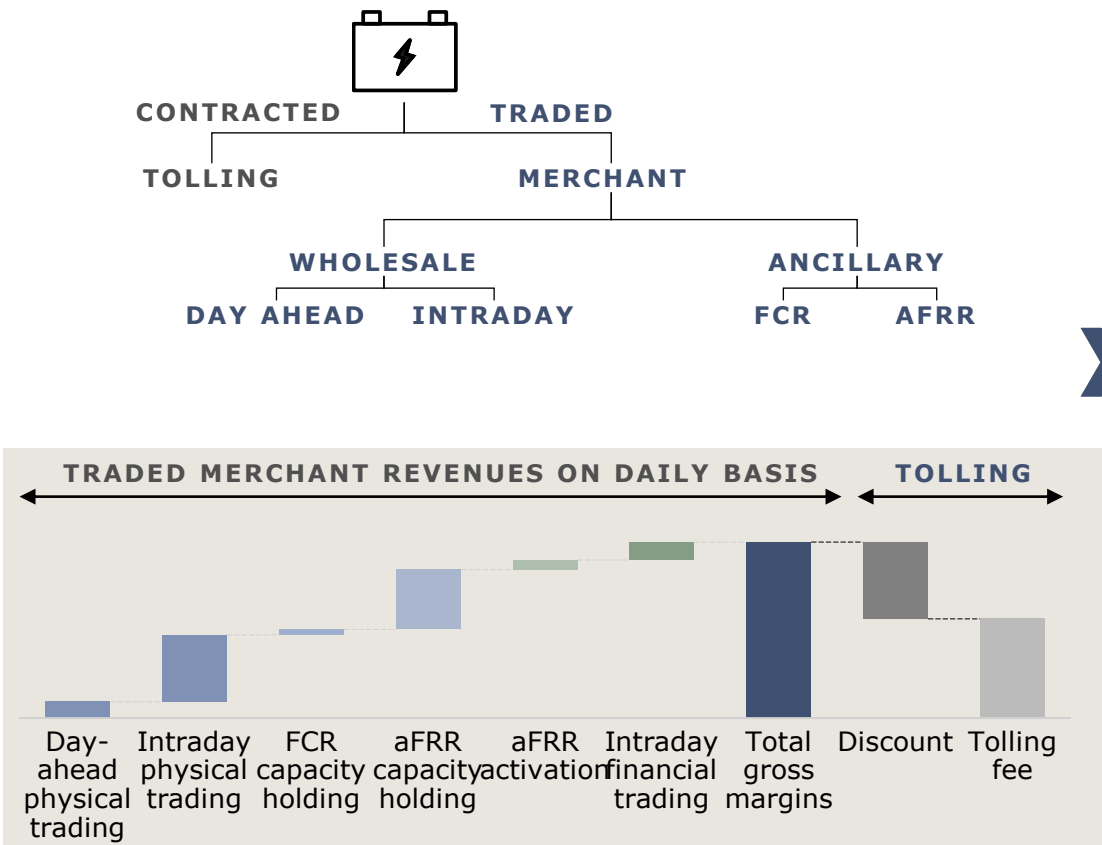 CONTRACTED
TRADED
TOLLING
MERCHANT
WHOLESALE
ANCILLARY
DAY AHEAD
INTRADAY
FCR
AFRR
TRADED MERCHANT REVENUES ON DAILY BASIS
TOLLING
Day-
ahead
physical
trading
Intraday
physical
trading
FCR
capacity
holding
aFRR
capacity
holding
aFRR
activation
Intraday
financial
trading
Total
gross
margins
Discount
Tolling
fee